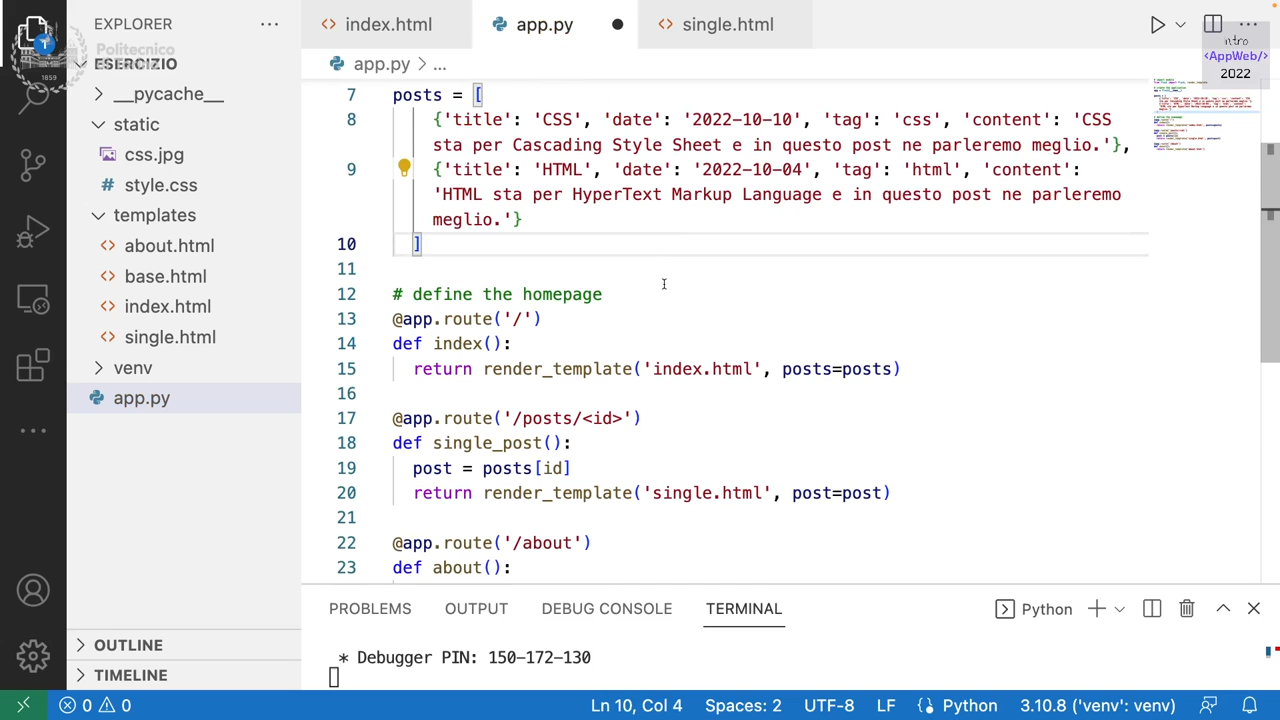 EXPLORER
Politecnico
1859
ESERCIZIO
__pycache__
static
css.jpg
style.css
templates
about.html
base.html
index.html
single.html
venv
app.py
OUTLINE
TIMELINE
index.html
app.py
single.html
ntro
<AppWeb/>
2022
app.py > ...
7 posts = [
8 {'title': 'CSS', 'date': '2022-10-10', 'tag': 'css', 'content': 'CSS
sta per Cascading Style Sheet e in questo post ne parleremo meglio.'},
9 {'title': 'HTML', 'date': '2022-10-04', 'tag': 'html', 'content':
'HTML sta per HyperText Markup Language e in questo post ne parleremo
meglio.'}
10 ]
11
12 # define the homepage
13 @app.route('/')
14 def index():
15 return render_template('index.html', posts=posts)
16
17 @app.route('/posts/<id>')
18 def single_post():
19 post = posts[id]
20 return render_template('single.html', post=post)
21
22 @app.route('/about')
23 def about():
PROBLEMS OUTPUT DEBUG CONSOLE TERMINAL Python
* Debugger PIN: 150-172-130
0 0 Ln 10, Col 4 Spaces: 2 UTF-8 LF Python 3.10.8 ('venv': venv)